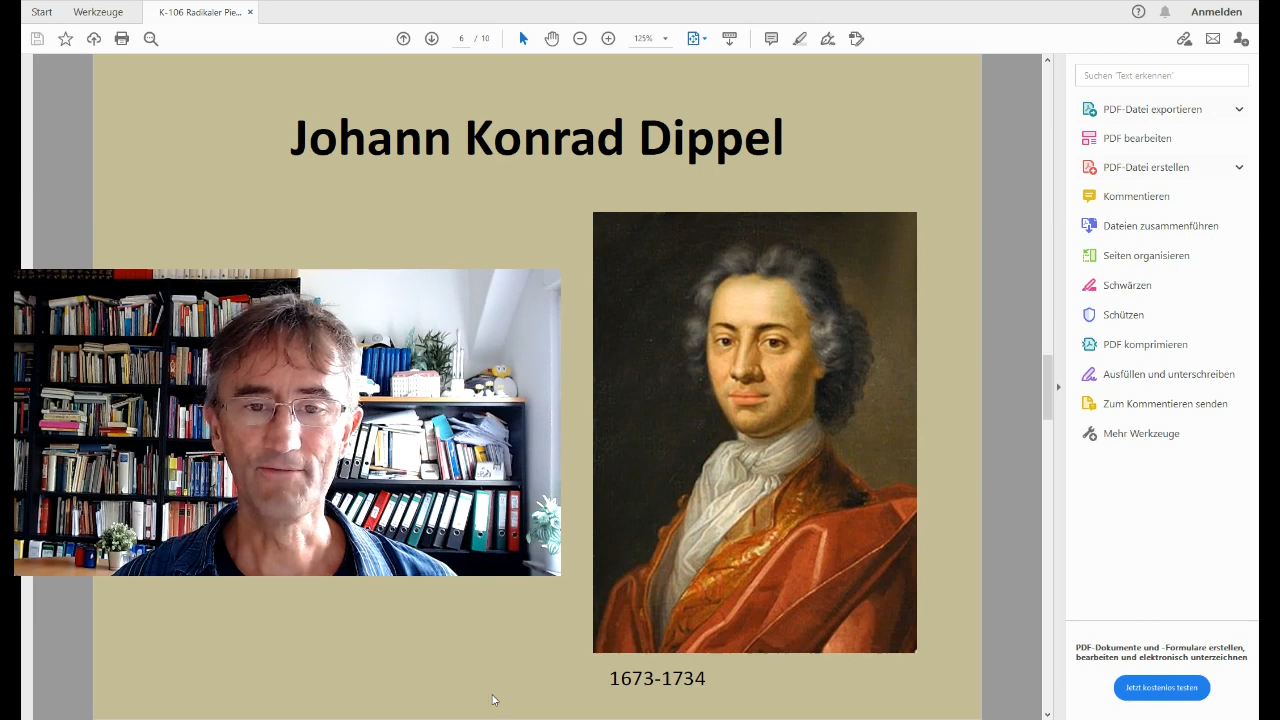 Start Werkzeuge K-106 Radikaler Pie... × Anmelden
6 / 10 125%
Johann Konrad Dippel
1673-1734
Suchen 'Text erkennen'
PDF-Datei exportieren
PDF bearbeiten
PDF-Datei erstellen
Kommentieren
Dateien zusammenführen
Seiten organisieren
Schwärzen
Schützen
PDF komprimieren
Ausfüllen und unterschreiben
Zum Kommentieren senden
Mehr Werkzeuge
PDF-Dokumente und -Formulare erstellen,
bearbeiten und elektronisch unterzeichnen
Jetzt kostenlos testen